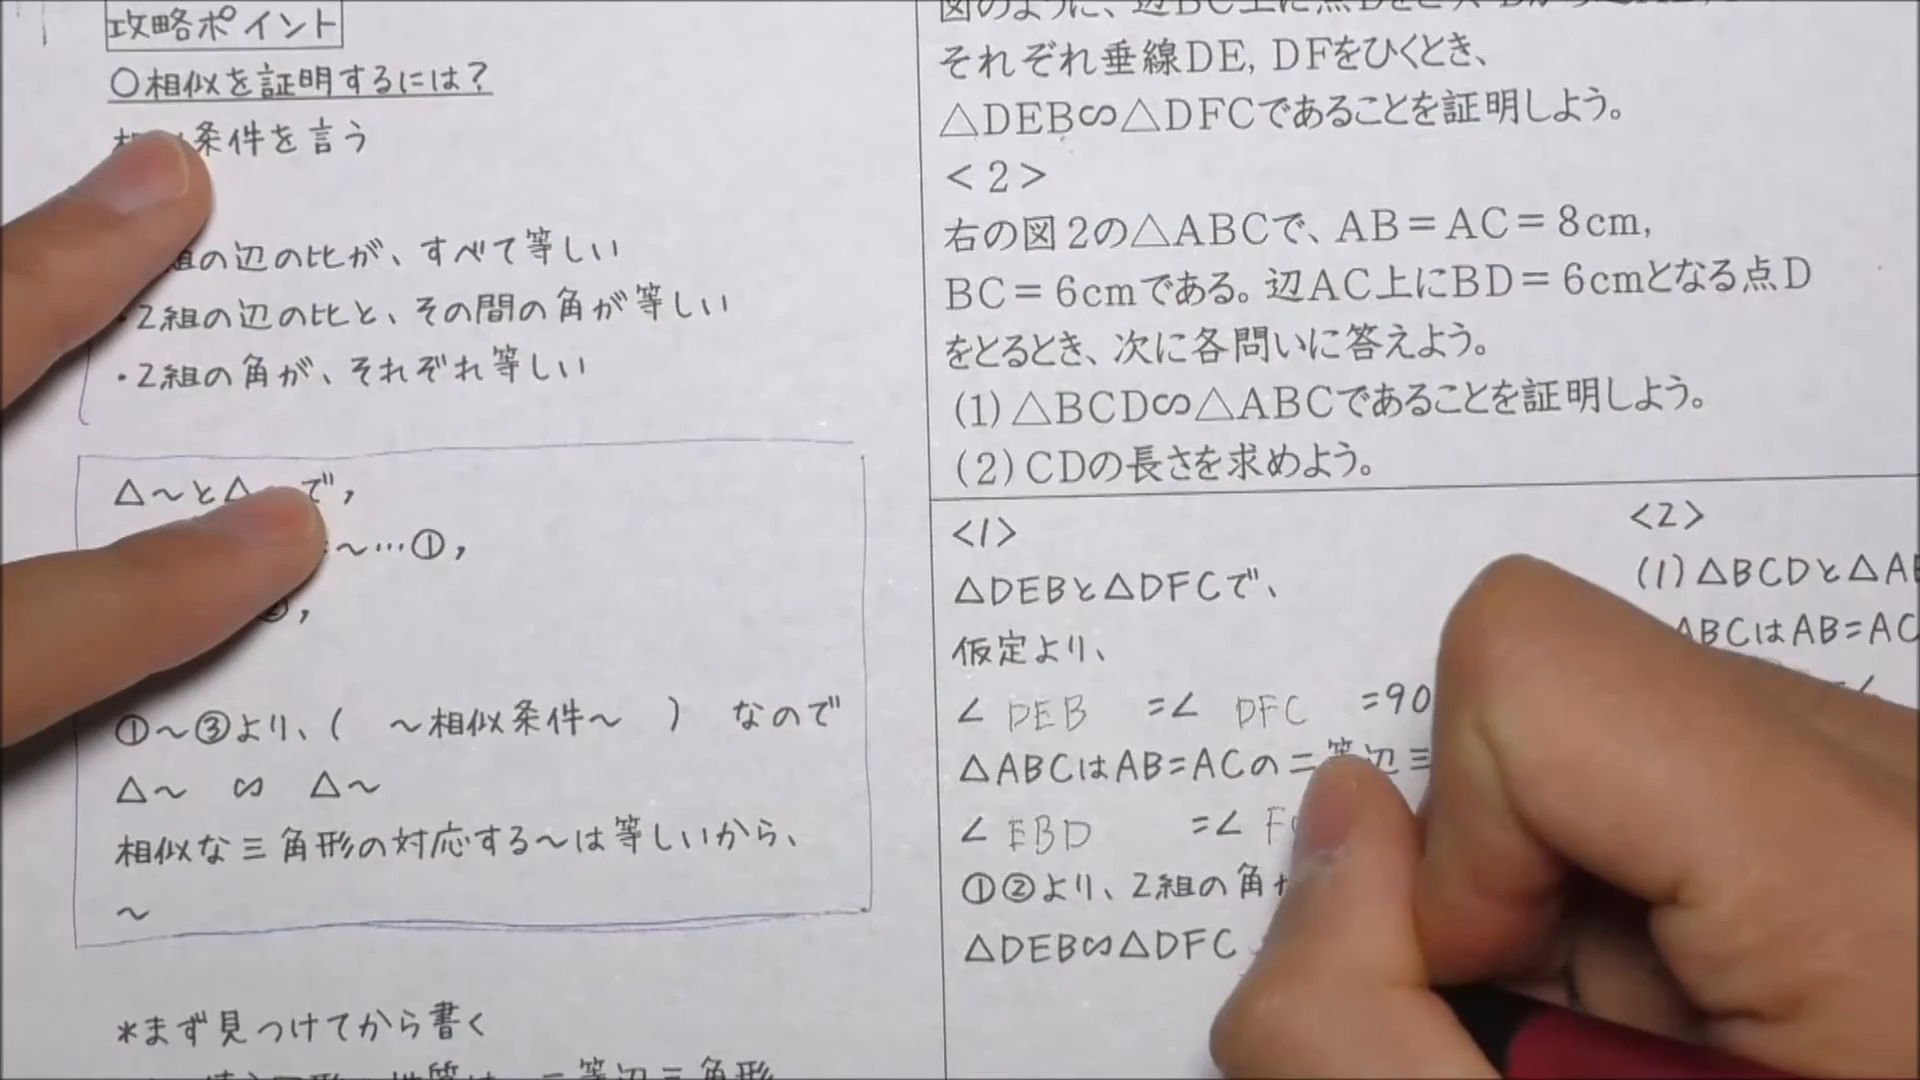 攻略ポイント
○相似を証明するには?
条件を言う
組の辺の比が、すべて等しい
・2組の辺の比と、その間の角が等しい
・2組の角が、それぞれ等しい
△～と△で,
～…①,
②,
①～③より、( ～相似条件～ ) なので
△～ ∽ △～
相似な三角形の対応する～は等しいから、
～
*まず見つけてから書く
二等辺三角形
それぞれ垂線DE, DFをひくとき、
△DEB∽△DFCであることを証明しよう。
<2>
右の図2の△ABCで、AB=AC=8cm,
BC=6cmである。辺AC上にBD=6cmとなる点D
をとるとき、次に各問いに答えよう。
(1)△BCD∽△ABCであることを証明しよう。
(2)CDの長さを求めよう。
<1>
△DEBと△DFCで、
仮定より、
∠ DEB =∠ DFC =90
△ABCはAB=ACの二等辺三
∠ EBD =∠ F
①②より、2組の角が
△DEB∽△DFC
<2>
(1)△BCDと△AB
ABCはAB=AC
=∠